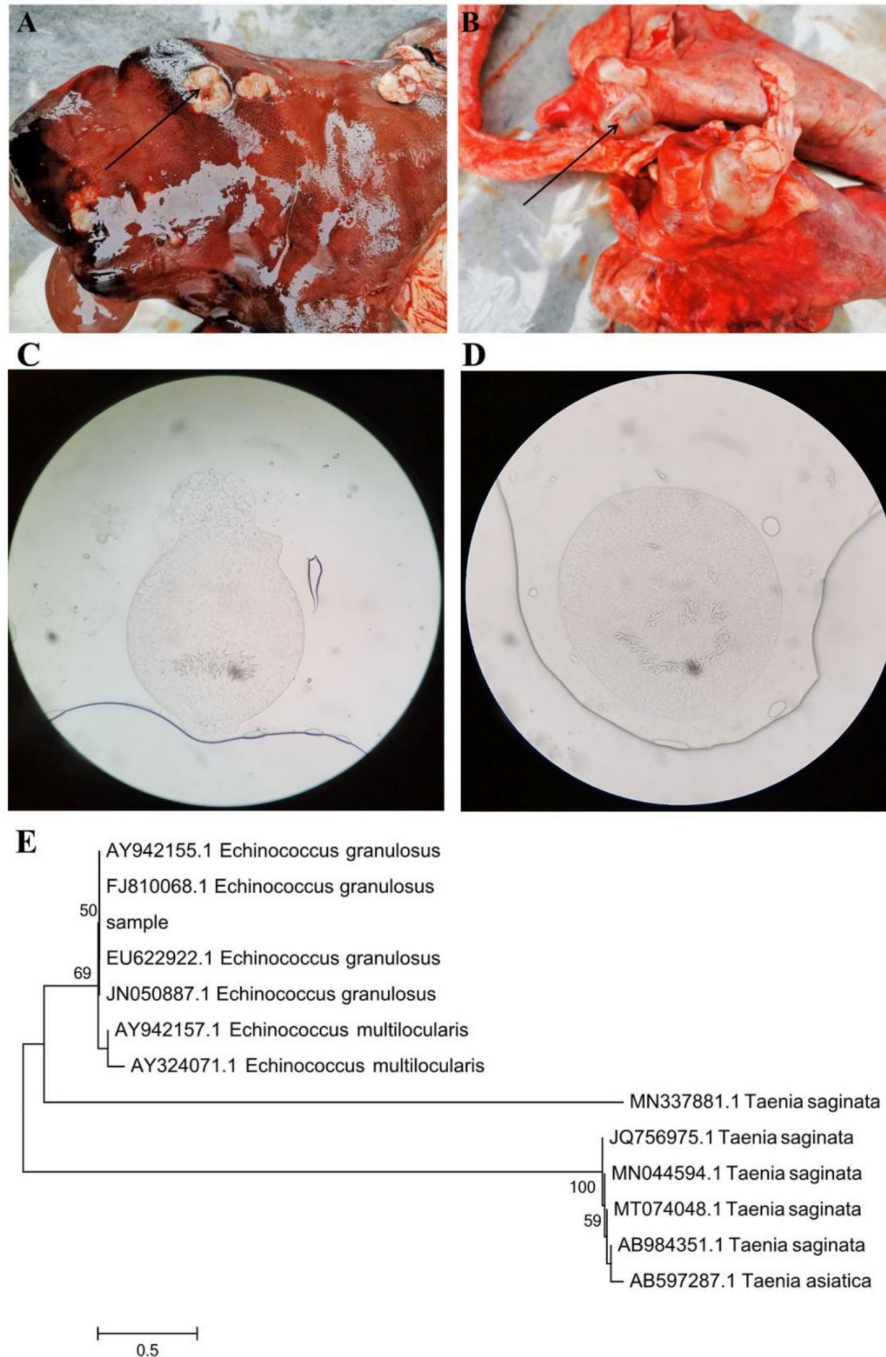 A
B
C
D
E
AY942155.1 Echinococcus granulosus
FJ810068.1 Echinococcus granulosus
50
sample
EU622922.1 Echinococcus granulosus
69
JN050887.1 Echinococcus granulosus
AY942157.1 Echinococcus multilocularis
AY324071.1 Echinococcus multilocularis
MN337881.1 Taenia saginata
JQ756975.1 Taenia saginata
MN044594.1 Taenia saginata
100
MT074048.1 Taenia saginata
59
AB984351.1 Taenia saginata
AB597287.1 Taenia asiatica
0.5